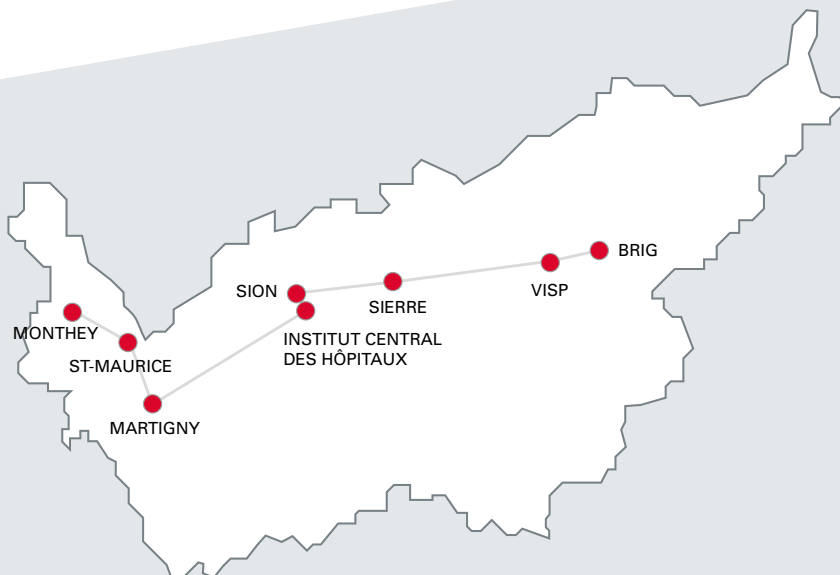 BRIG
SION
VISP
SIERRE
MONTHEY
INSTITUT CENTRAL
DES HÔPITAUX
ST-MAURICE
MARTIGNY